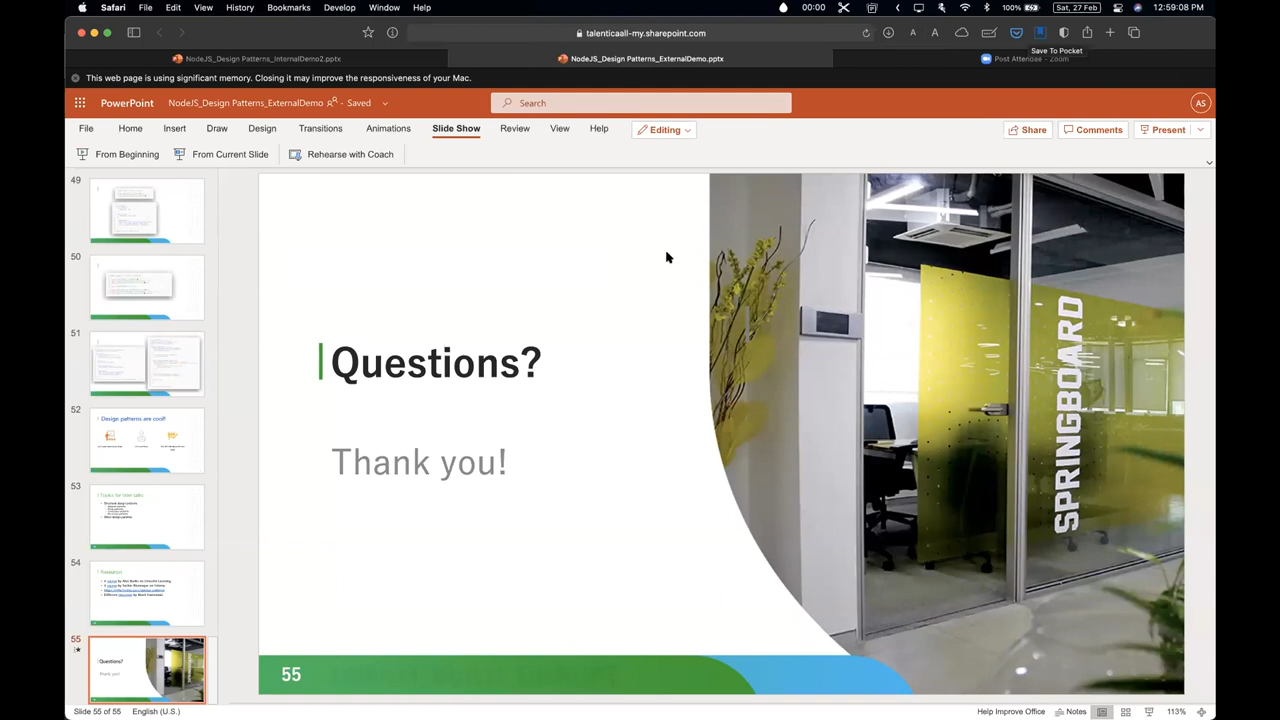 Safari File Edit View History Bookmarks Develop Window Help 00:00 100% Sat, 27 Feb 12:59:08 PM
talenticaall-my.sharepoint.com
Save To Pocket
NodeJS_Design Patterns_InternalDemo2.pptx NodeJS_Design Patterns_ExternalDemo.pptx Post Attendee - Zoom
This web page is using significant memory. Closing it may improve the responsiveness of your Mac.
PowerPoint NodeJS_Design Patterns_ExternalDemo - Saved Search AS
File Home Insert Draw Design Transitions Animations Slide Show Review View Help Editing Share Comments Present
From Beginning From Current Slide Rehearse with Coach
49
50
51
52
Design patterns are cool!
53
Topics for later talks
54
Resources
55
Questions?
Thank you!
Questions?
Thank you!
SPRINGBOARD
55
Slide 55 of 55 English (U.S.) Help Improve Office Notes 113%